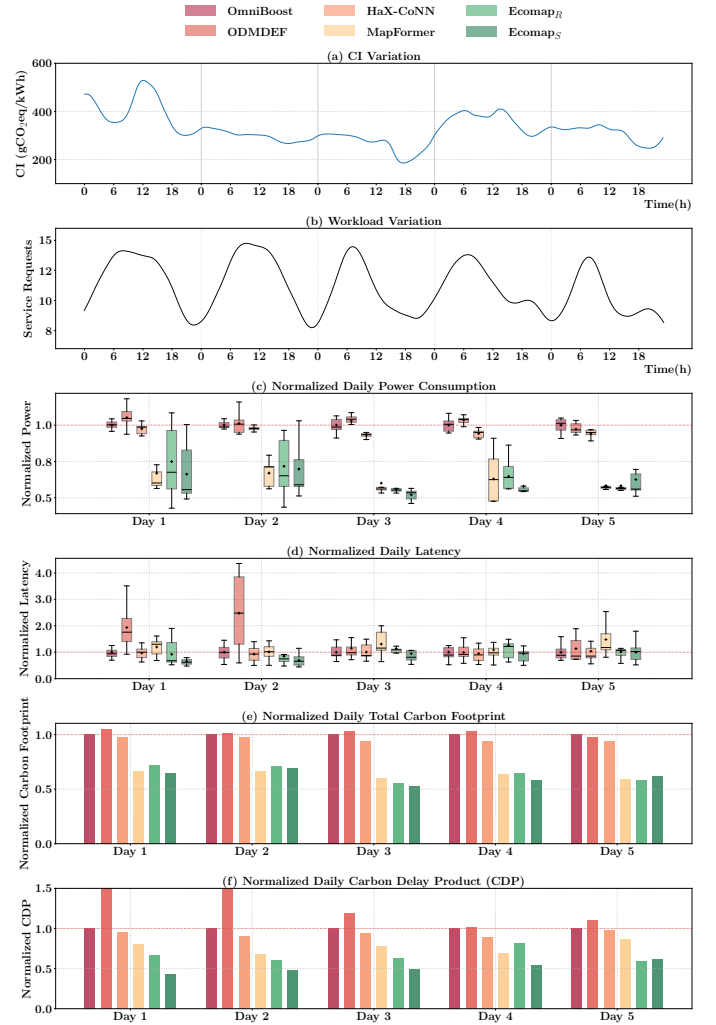 OmniBoost HaX-CoNN Ecomap_R
ODMDEF MapFormer Ecomap_S
(a) CI Variation
CI (gCO₂eq/kWh)
600
400
200
0 6 12 18 0 6 12 18 0 6 12 18 0 6 12 18 0 6 12 18
Time(h)
(b) Workload Variation
Service Requests
15
12
10
8
0 6 12 18 0 6 12 18 0 6 12 18 0 6 12 18 0 6 12 18
Time(h)
(c) Normalized Daily Power Consumption
Normalized Power
1.0
0.8
0.5
Day 1 Day 2 Day 3 Day 4 Day 5
(d) Normalized Daily Latency
Normalized Latency
4.0
3.0
2.0
1.0
0.0
Day 1 Day 2 Day 3 Day 4 Day 5
(e) Normalized Daily Total Carbon Footprint
Normalized Carbon Footprint
1.0
0.5
0.0
Day 1 Day 2 Day 3 Day 4 Day 5
(f) Normalized Daily Carbon Delay Product (CDP)
Normalized CDP
1.5
1.0
0.5
0.0
Day 1 Day 2 Day 3 Day 4 Day 5